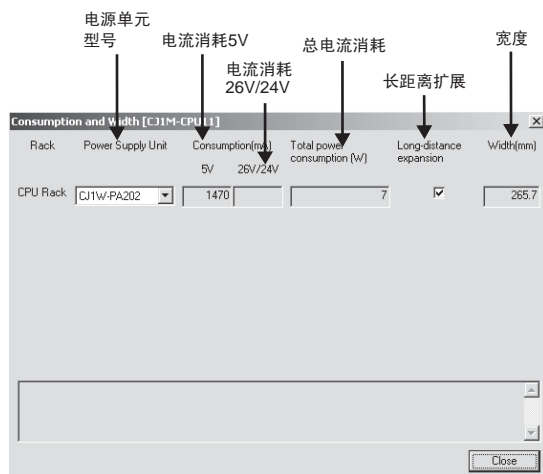 电源单元
型号
电流消耗5V
电流消耗
26V/24V
总电流消耗
长距离扩展
宽度
Consumption and Width [CJ1M-CPU11]
Rack
Power Supply Unit
Consumption(mA)
5V
26V/24V
Total power
consumption (W)
Long-distance
expansion
Width(mm)
CPU Rack
CJ1W-PA202
1470
7
265.7
Close